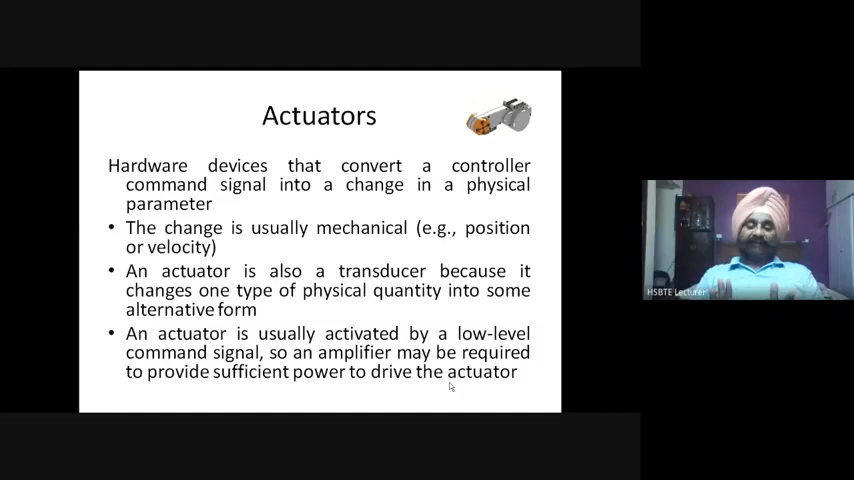 Actuators
Hardware devices that convert a controller
command signal into a change in a physical
parameter
• The change is usually mechanical (e.g., position
or velocity)
• An actuator is also a transducer because it
changes one type of physical quantity into some
alternative form
• An actuator is usually activated by a low-level
command signal, so an amplifier may be required
to provide sufficient power to drive the actuator
HSBTE Lecturer